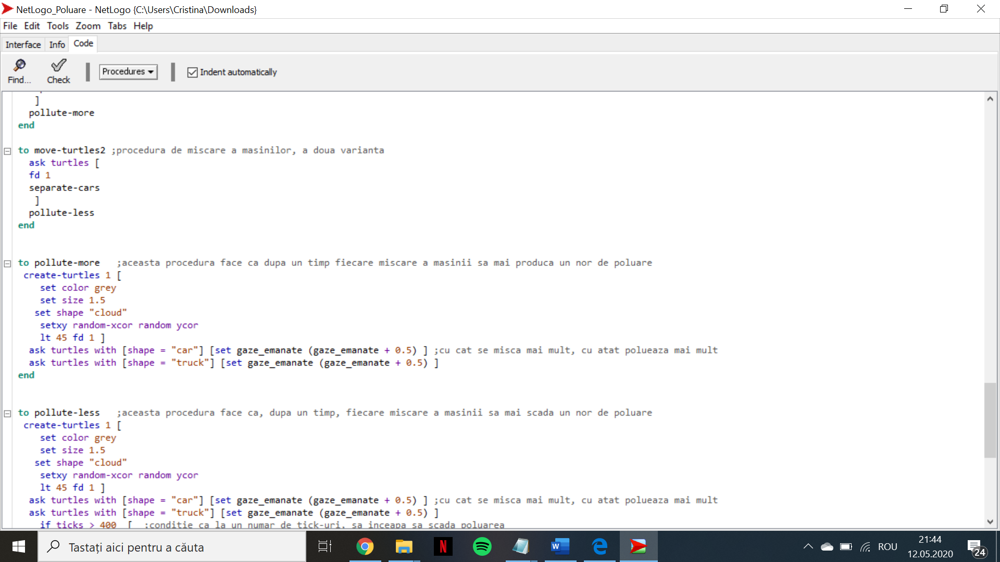 NetLogo_Poluare - NetLogo {C:\Users\Cristina\Downloads}
File Edit Tools Zoom Tabs Help
Interface Info Code
Find... Check Procedures Indent automatically
]
pollute-more
end
to move-turtles2 ;procedura de miscare a masinilor, a doua varianta
ask turtles [
fd 1
separate-cars
]
pollute-less
end
to pollute-more ;aceasta procedura face ca dupa un timp fiecare miscare a masinii sa mai produca un nor de poluare
create-turtles 1 [
set color grey
set size 1.5
set shape "cloud"
setxy random-xcor random ycor
lt 45 fd 1 ]
ask turtles with [shape = "car"] [set gaze_emanate (gaze_emanate + 0.5) ] ;cu cat se misca mai mult, cu atat polueaza mai mult
ask turtles with [shape = "truck"] [set gaze_emanate (gaze_emanate + 0.5) ]
end
to pollute-less ;aceasta procedura face ca, dupa un timp, fiecare miscare a masinii sa mai scada un nor de poluare
create-turtles 1 [
set color grey
set size 1.5
set shape "cloud"
setxy random-xcor random ycor
lt 45 fd 1 ]
ask turtles with [shape = "car"] [set gaze_emanate (gaze_emanate + 0.5) ] ;cu cat se misca mai mult, cu atat polueaza mai mult
ask turtles with [shape = "truck"] [set gaze_emanate (gaze_emanate + 0.5) ]
if ticks > 400 [ ;conditie ca la un numar de tick-uri, sa inceapa sa scada poluarea
Tastați aici pentru a căuta
ROU
21:44
12.05.2020
24